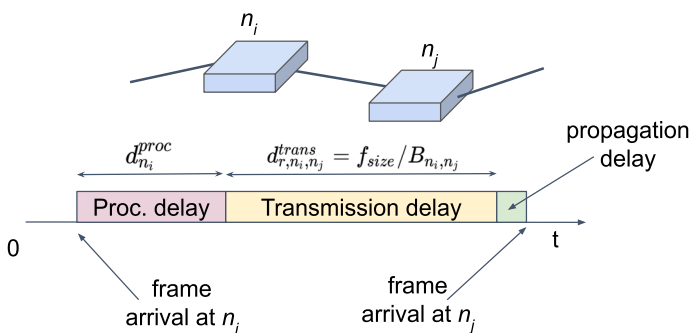 n_i
n_j
propagation
delay
d_{n_i}^{proc}
d_{r,n_i,n_j}^{trans} = f_{size}/B_{n_i,n_j}
Proc. delay
Transmission delay
0
t
frame
arrival at n_i
frame
arrival at n_j